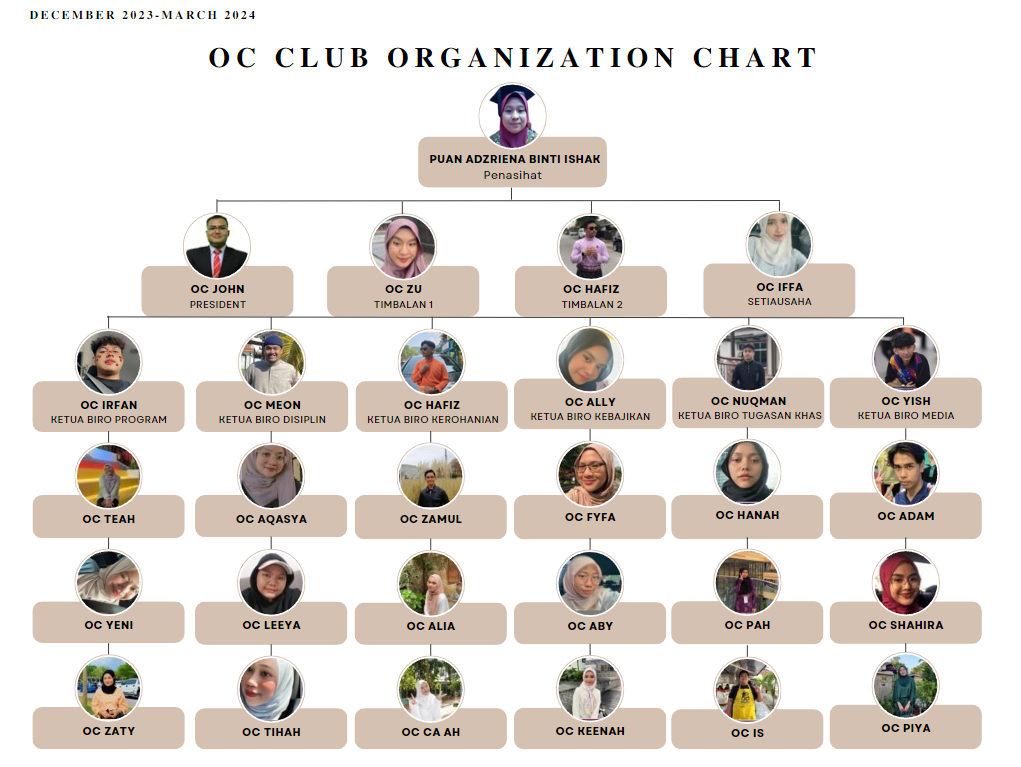 DECEMBER 2023-MARCH 2024
OC CLUB ORGANIZATION CHART
PUAN ADZRIENA BINTI ISHAK
Penasihat
OC JOHN
PRESIDENT
OC ZU
TIMBALAN 1
OC HAFIZ
TIMBALAN 2
OC IFFA
SETIAUSAHA
OC IRFAN
KETUA BIRO PROGRAM
OC MEON
KETUA BIRO DISIPLIN
OC HAFIZ
KETUA BIRO KEROHANIAN
OC ALLY
KETUA BIRO KEBAJIKAN
OC NUQMAN
KETUA BIRO TUGASAN KHAS
OC YISH
KETUA BIRO MEDIA
OC TEAH
OC AQASYA
OC ZAMUL
OC FYFA
OC HANAH
OC ADAM
OC YENI
OC LEEYA
OC ALIA
OC ABY
OC PAH
OC SHAHIRA
OC ZATY
OC TIHAH
OC CA AH
OC KEENAH
OC IS
OC PIYA